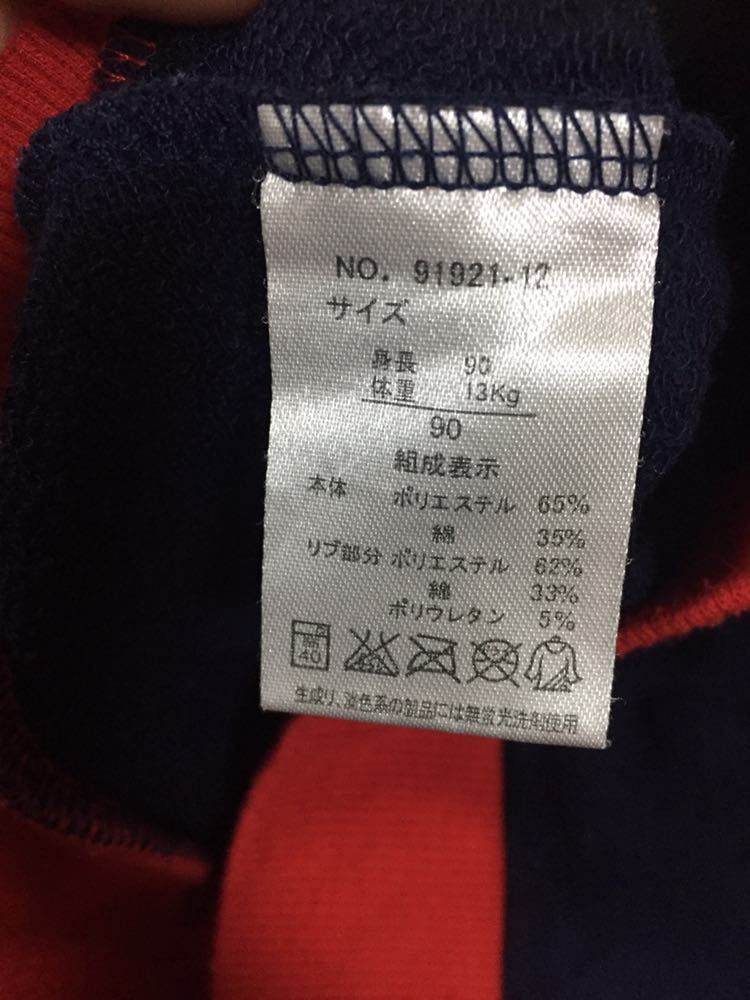 NO. 91921-12
サイズ
身長 90
体重 13Kg
90
組成表示
本体 ポリエステル 65%
綿 35%
リブ部分 ポリエステル 62%
綿 33%
ポリウレタン 5%
40
生成り、淡色系の製品には無蛍光洗剤使用